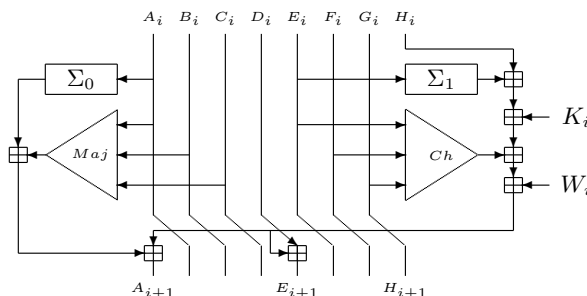 A_i B_i C_i D_i E_i F_i G_i H_i
Σ_0 Σ_1
K_i
Maj Ch
W_i
A_{i+1} E_{i+1} H_{i+1}